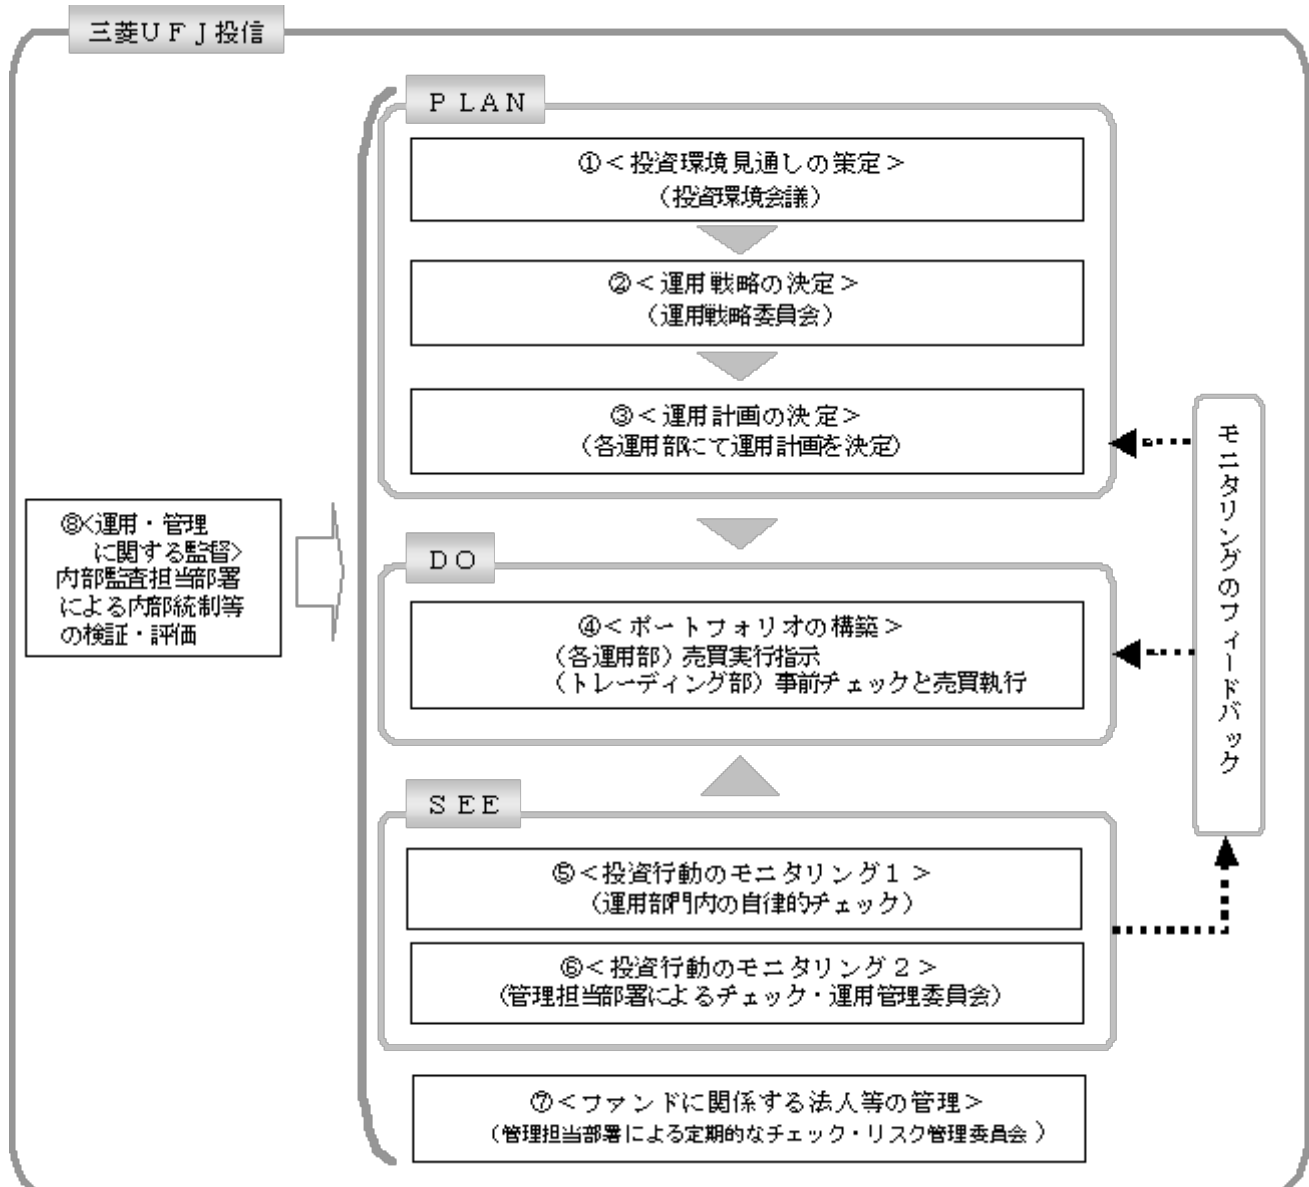 三菱UFJ投信
PLAN
①<投資環境見通しの策定>
(投資環境会議)
②<運用戦略の決定>
(運用戦略委員会)
③<運用計画の決定>
(各運用部にて運用計画を決定)
DO
④<ポートフォリオの構築>
(各運用部)売買実行指示
(トレーディング部)事前チェックと売買執行
SEE
⑤<投資行動のモニタリング1>
(運用部門内の自律的チェック)
⑥<投資行動のモニタリング2>
(管理担当部署によるチェック・運用管理委員会)
⑦<ファンドに関係する法人等の管理>
(管理担当部署による定期的なチェック・リスク管理委員会)
⑧<運用・管理
に関する監督>
内部監査担当部署
による内部統制等
の検証・評価
モニタリングのフィードバック